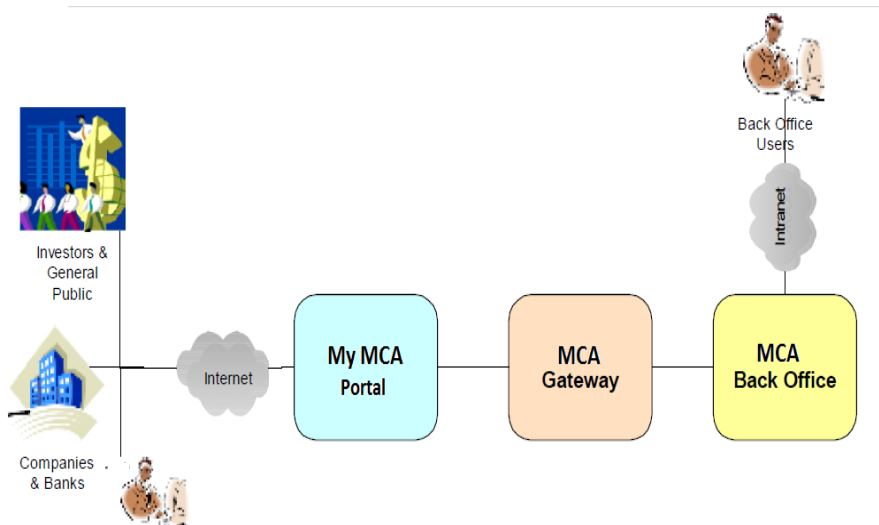 Back Office
Users
Intranet
Investors &
General
Public
Internet
My MCA
Portal
MCA
Gateway
MCA
Back Office
Companies
& Banks